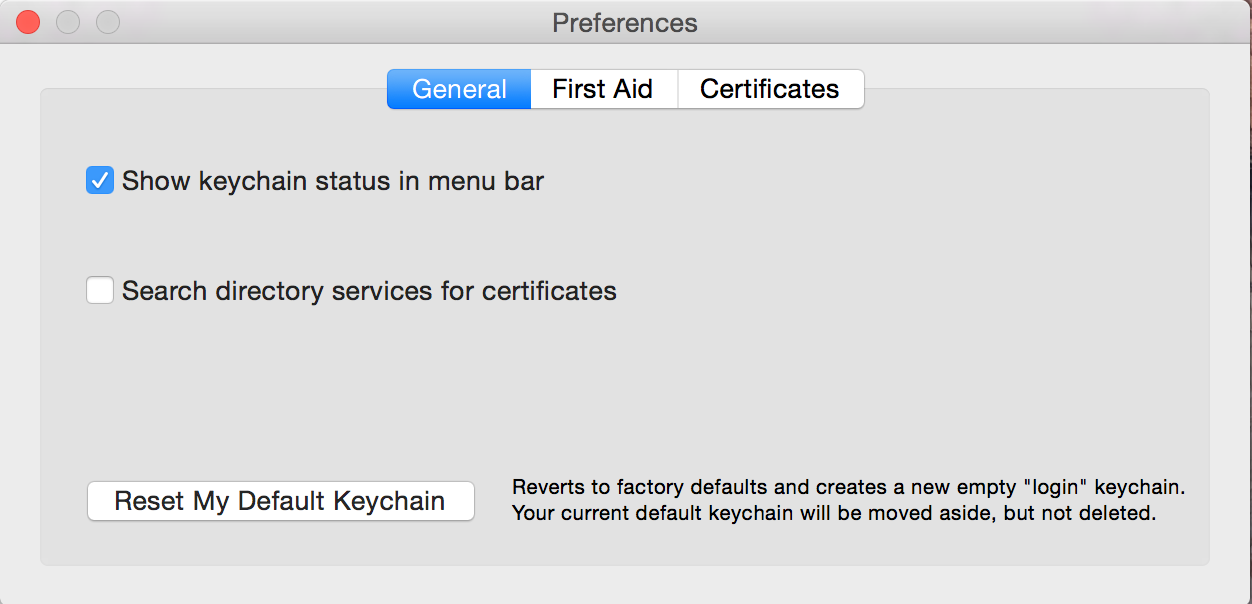 Preferences
General First Aid Certificates
Show keychain status in menu bar
Search directory services for certificates
Reset My Default Keychain
Reverts to factory defaults and creates a new empty "login" keychain.
Your current default keychain will be moved aside, but not deleted.